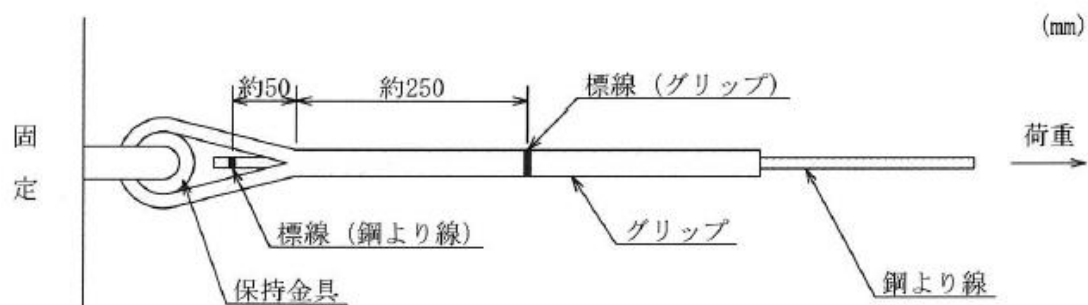 (mm)
約50
約250
標線（グリップ）
固
定
荷重
標線（鋼より線）
グリップ
保持金具
鋼より線